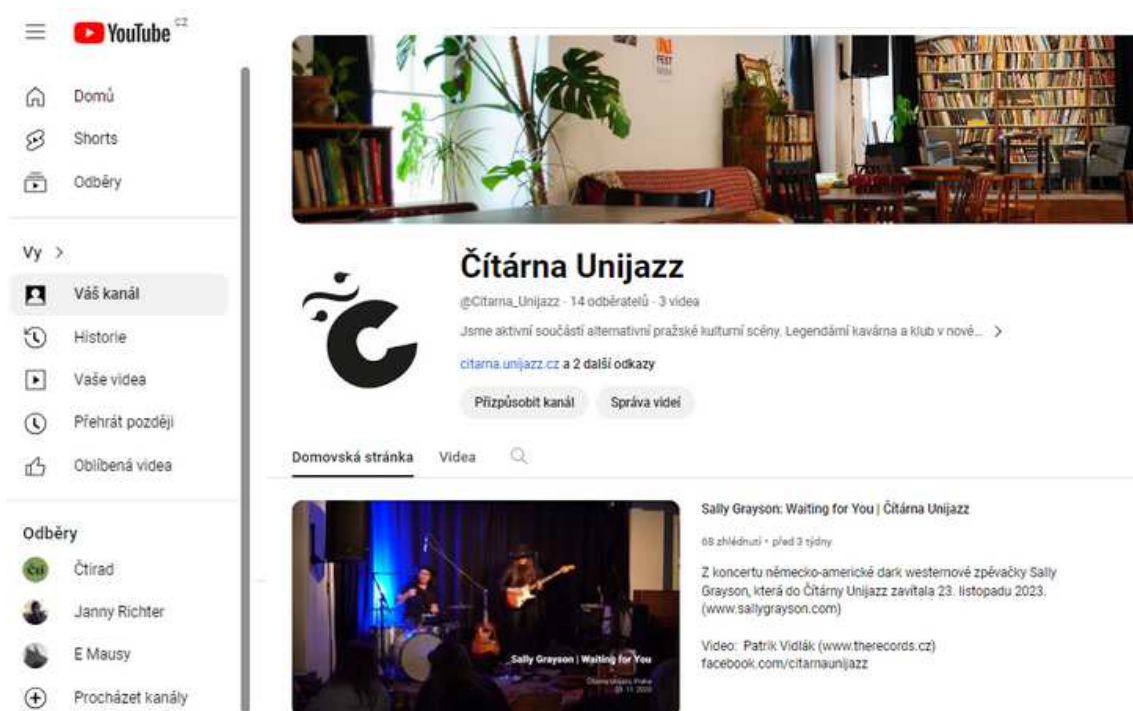 YouTube CZ
Domů
Shorts
Odběry
Vy >
Váš kanál
Historie
Vaše videa
Přehrát později
Oblíbená videa
Odběry
Čtirad
Janny Richter
E Mausy
Procházet kanály
FEST
Čítárna Unijazz
@Citarna_Unijazz · 14 odběratelů · 3 videa
Jsme aktivní součástí alternativní pražské kulturní scény. Legendární kavárna a klub v nové... >
citarna.unijazz.cz a 2 další odkazy
Přizpůsobit kanál
Správa videí
Domovská stránka
Videa
Sally Grayson | Waiting for You
Čítárna Unijazz, Praha
Sally Grayson: Waiting for You | Čítárna Unijazz
68 zhlédnutí • před 3 týdny
Z koncertu německo-americké dark westernové zpěvačky Sally
Grayson, která do Čítárny Unijazz zavítala 23. listopadu 2023.
(www.sallygrayson.com)
Video: Patrik Vidlák (www.therecords.cz)
facebook.com/citarnaunijazz